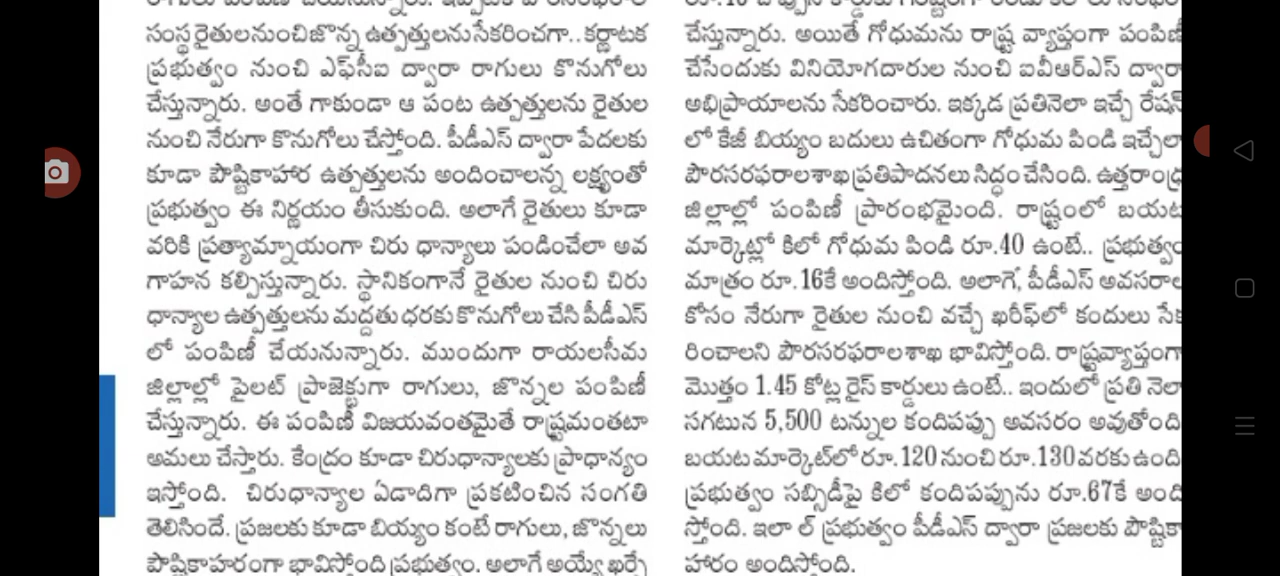 సంస్థ రైతులనుంచి జొన్న ఉత్పత్తులను సేకరించగా.. కర్ణాటక
ప్రభుత్వం నుంచి ఎఫ్‌సీఐ ద్వారా రాగులు కొనుగోలు
చేస్తున్నారు. అంతే గాకుండా ఆ పంట ఉత్పత్తులను రైతుల
నుంచి నేరుగా కొనుగోలు చేస్తోంది. పీడీఎస్ ద్వారా పేదలకు
కూడా పౌష్టికాహార ఉత్పత్తులను అందించాలన్న లక్ష్యంతో
ప్రభుత్వం ఈ నిర్ణయం తీసుకుంది. అలాగే రైతులు కూడా
వరికి ప్రత్యామ్నాయంగా చిరు ధాన్యాలు పండించేలా అవ
గాహన కల్పిస్తున్నారు. స్థానికంగానే రైతుల నుంచి చిరు
ధాన్యాల ఉత్పత్తులను మద్దతు ధరకు కొనుగోలు చేసి పీడీఎస్
లో పంపిణీ చేయనున్నారు. ముందుగా రాయలసీమ
జిల్లాల్లో పైలట్ ప్రాజెక్టుగా రాగులు, జొన్నల పంపిణీ
చేస్తున్నారు. ఈ పంపిణీ విజయవంతమైతే రాష్ట్రమంతటా
అమలు చేస్తారు. కేంద్రం కూడా చిరుధాన్యాలకు ప్రాధాన్యం
ఇస్తోంది. చిరుధాన్యాల ఏడాదిగా ప్రకటించిన సంగతి
తెలిసిందే. ప్రజలకు కూడా బియ్యం కంటే రాగులు, జొన్నలు
పౌష్టికాహరంగా భావిస్తోంది ప్రభుత్వం. అలాగే అయ్యే ఖర్చే
చేస్తున్నారు. అయితే గోధుమను రాష్ట్ర వ్యాప్తంగా పంపిణీ
చేసేందుకు వినియోగదారుల నుంచి ఐవీఆర్ఎస్ ద్వారా
అభిప్రాయాలను సేకరించారు. ఇక్కడ ప్రతినెలా ఇచ్చే రేషన్
లో కేజీ బియ్యం బదులు ఉచితంగా గోధుమ పిండి ఇచ్చేలా
పౌరసరఫరాలశాఖ ప్రతిపాదనలు సిద్ధం చేసింది. ఉత్తరాంధ్ర
జిల్లాల్లో పంపిణీ ప్రారంభమైంది. రాష్ట్రంలో బయట
మార్కెట్లో కిలో గోధుమ పిండి రూ.40 ఉంటే.. ప్రభుత్వం
మాత్రం రూ.16కే అందిస్తోంది. అలాగే, పీడీఎస్ అవసరాల
కోసం నేరుగా రైతుల నుంచి వచ్చే ఖరీఫ్‌లో కందులు సేక
రించాలని పౌరసరఫరాలశాఖ భావిస్తోంది. రాష్ట్రవ్యాప్తంగా
మొత్తం 1.45 కోట్ల రైస్ కార్డులు ఉంటే.. ఇందులో ప్రతి నెలా
సగటున 5,500 టన్నుల కందిపప్పు అవసరం అవుతోంది
బయట మార్కెట్‌లో రూ.120 నుంచి రూ.130 వరకు ఉంది
ప్రభుత్వం సబ్సిడీపై కిలో కందిపప్పును రూ.67కే అంది
స్తోంది. ఇలా ల్ ప్రభుత్వం పీడీఎస్ ద్వారా ప్రజలకు పౌష్టికా
హారం అందిస్తోంది.